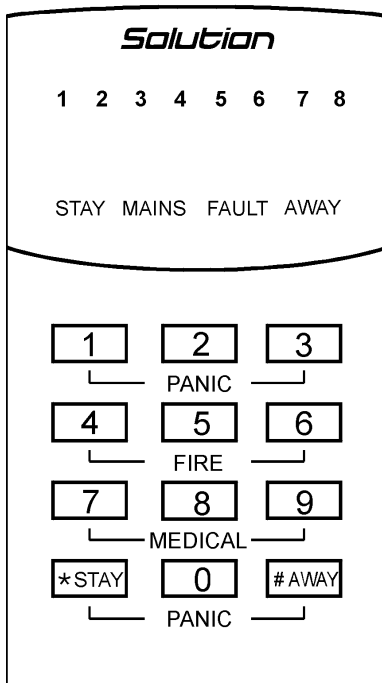 Solution
1 2 3 4 5 6 7 8
STAY MAINS FAULT AWAY
1 2 3
PANIC
4 5 6
FIRE
7 8 9
MEDICAL
*STAY 0 #AWAY
PANIC